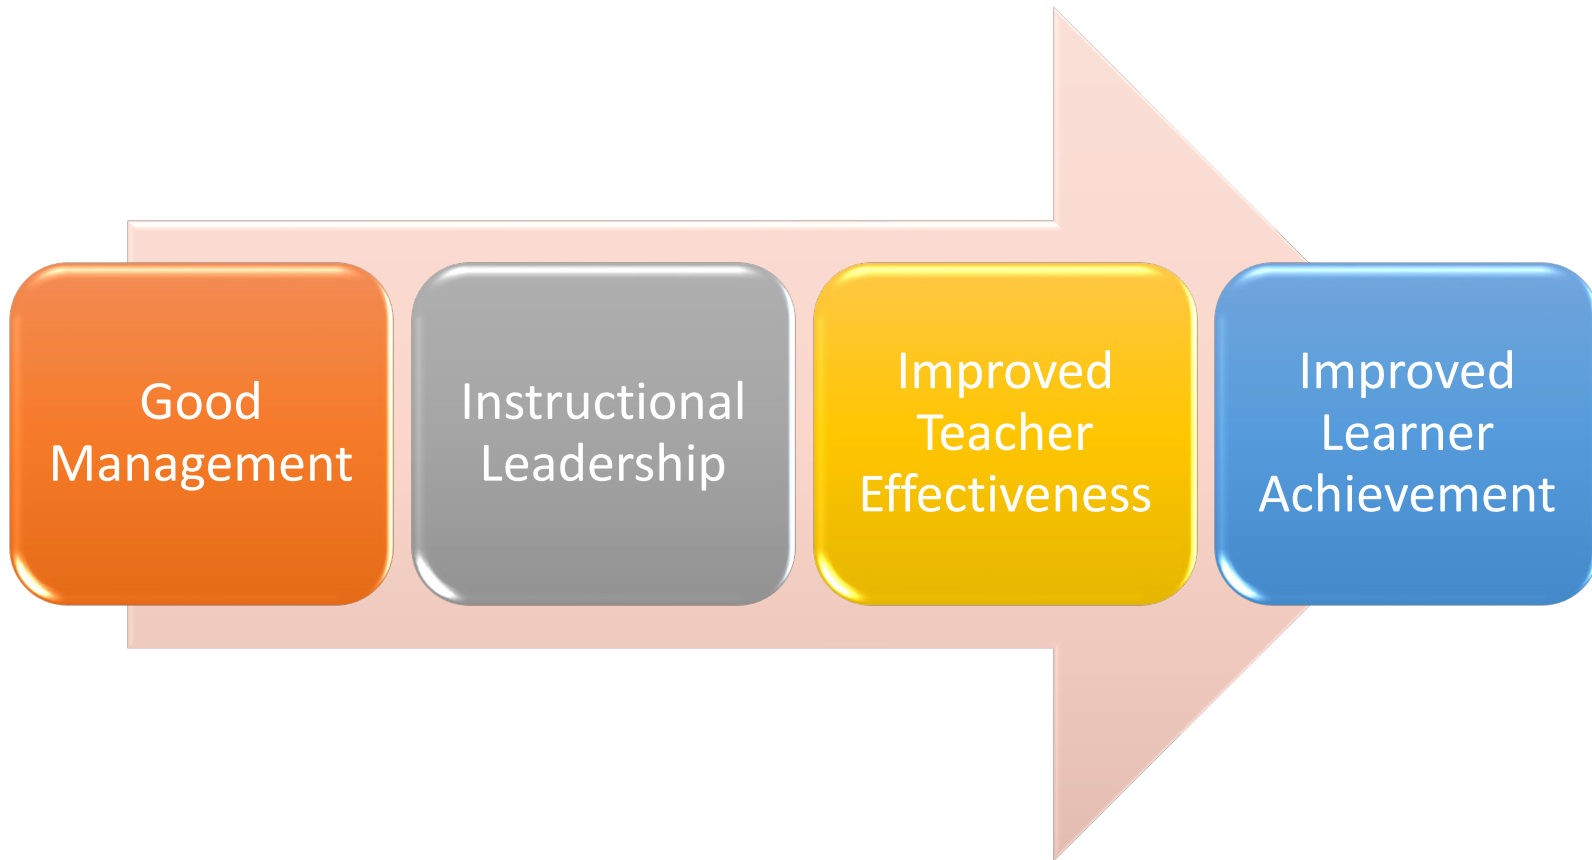 Good
Management
Instructional
Leadership
Improved
Teacher
Effectiveness
Improved
Learner
Achievement